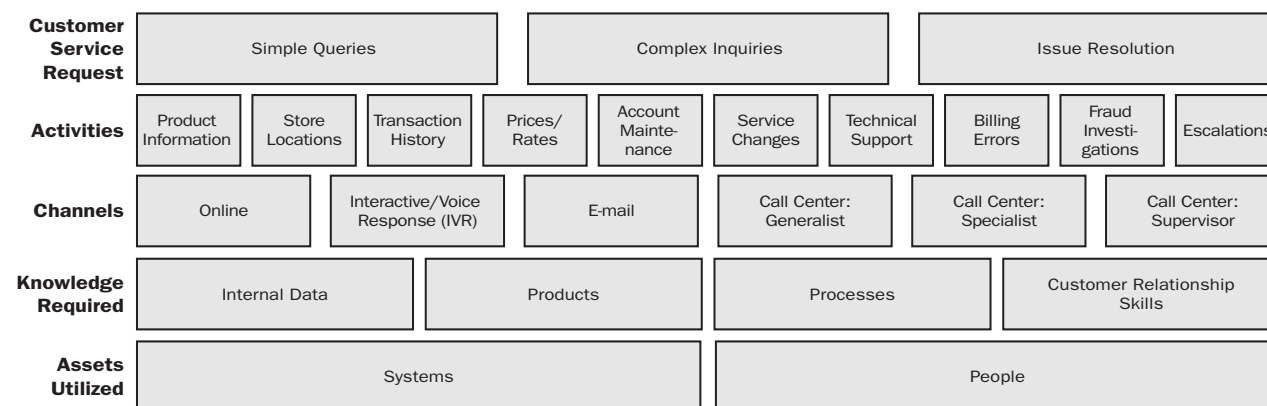 Customer
Service
Request
Simple Queries
Complex Inquiries
Issue Resolution
Activities
Product
Information
Store
Locations
Transaction
History
Prices/
Rates
Account
Mainte-
nance
Service
Changes
Technical
Support
Billing
Errors
Fraud
Investi-
gations
Escalations
Channels
Online
Interactive/Voice
Response (IVR)
E-mail
Call Center:
Generalist
Call Center:
Specialist
Call Center:
Supervisor
Knowledge
Required
Internal Data
Products
Processes
Customer Relationship
Skills
Assets
Utilized
Systems
People